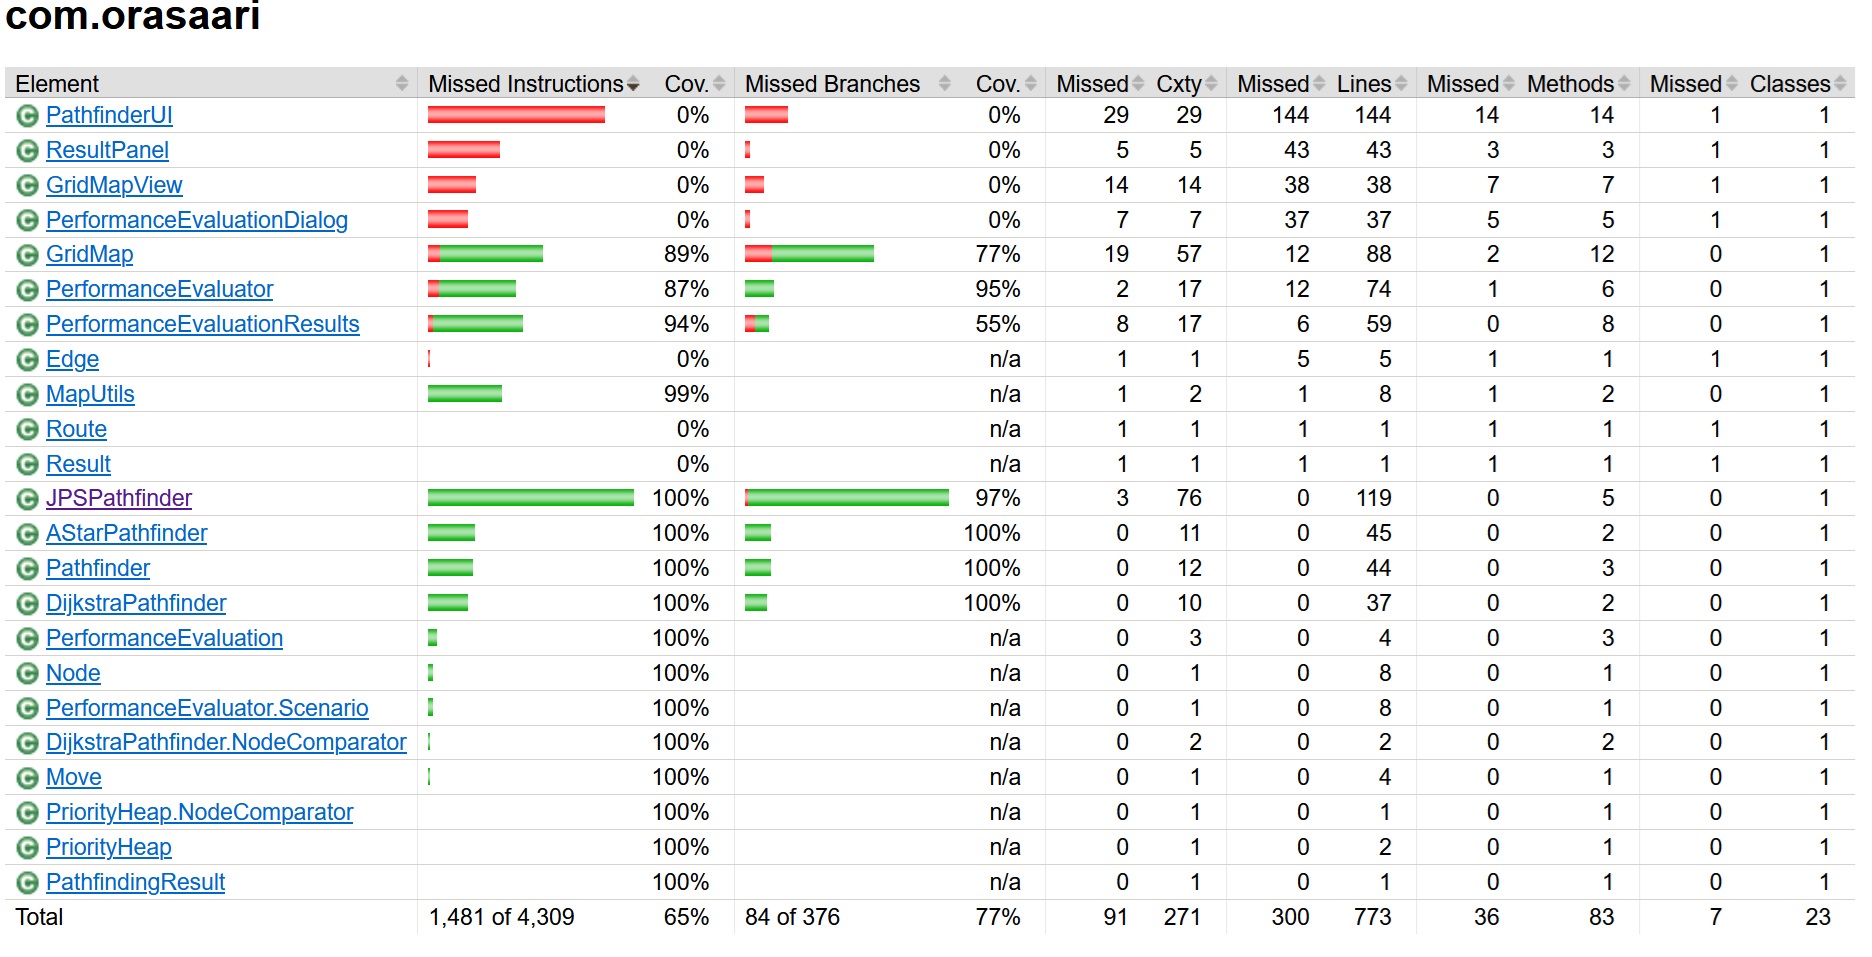 com.orasaari
Element Missed Instructions Cov. Missed Branches Cov. Missed Cxty Missed Lines Missed Methods Missed Classes
C PathfinderUI 0% 0% 29 29 144 144 14 14 1 1
C ResultPanel 0% 0% 5 5 43 43 3 3 1 1
C GridMapView 0% 0% 14 14 38 38 7 7 1 1
C PerformanceEvaluationDialog 0% 0% 7 7 37 37 5 5 1 1
C GridMap 89% 77% 19 57 12 88 2 12 0 1
C PerformanceEvaluator 87% 95% 2 17 12 74 1 6 0 1
C PerformanceEvaluationResults 94% 55% 8 17 6 59 0 8 0 1
C Edge 0% n/a 1 1 5 5 1 1 1 1
C MapUtils 99% n/a 1 2 1 8 1 2 0 1
C Route 0% n/a 1 1 1 1 1 1 1 1
C Result 0% n/a 1 1 1 1 1 1 1 1
C JPSPathfinder 100% 97% 3 76 0 119 0 5 0 1
C AStarPathfinder 100% 100% 0 11 0 45 0 2 0 1
C Pathfinder 100% 100% 0 12 0 44 0 3 0 1
C DijkstraPathfinder 100% 100% 0 10 0 37 0 2 0 1
C PerformanceEvaluation 100% n/a 0 3 0 4 0 3 0 1
C Node 100% n/a 0 1 0 8 0 1 0 1
C PerformanceEvaluator.Scenario 100% n/a 0 1 0 8 0 1 0 1
C DijkstraPathfinder.NodeComparator 100% n/a 0 2 0 2 0 2 0 1
C Move 100% n/a 0 1 0 4 0 1 0 1
C PriorityHeap.NodeComparator 100% n/a 0 1 0 1 0 1 0 1
C PriorityHeap 100% n/a 0 1 0 2 0 1 0 1
C PathfindingResult 100% n/a 0 1 0 1 0 1 0 1
Total 1,481 of 4,309 65% 84 of 376 77% 91 271 300 773 36 83 7 23